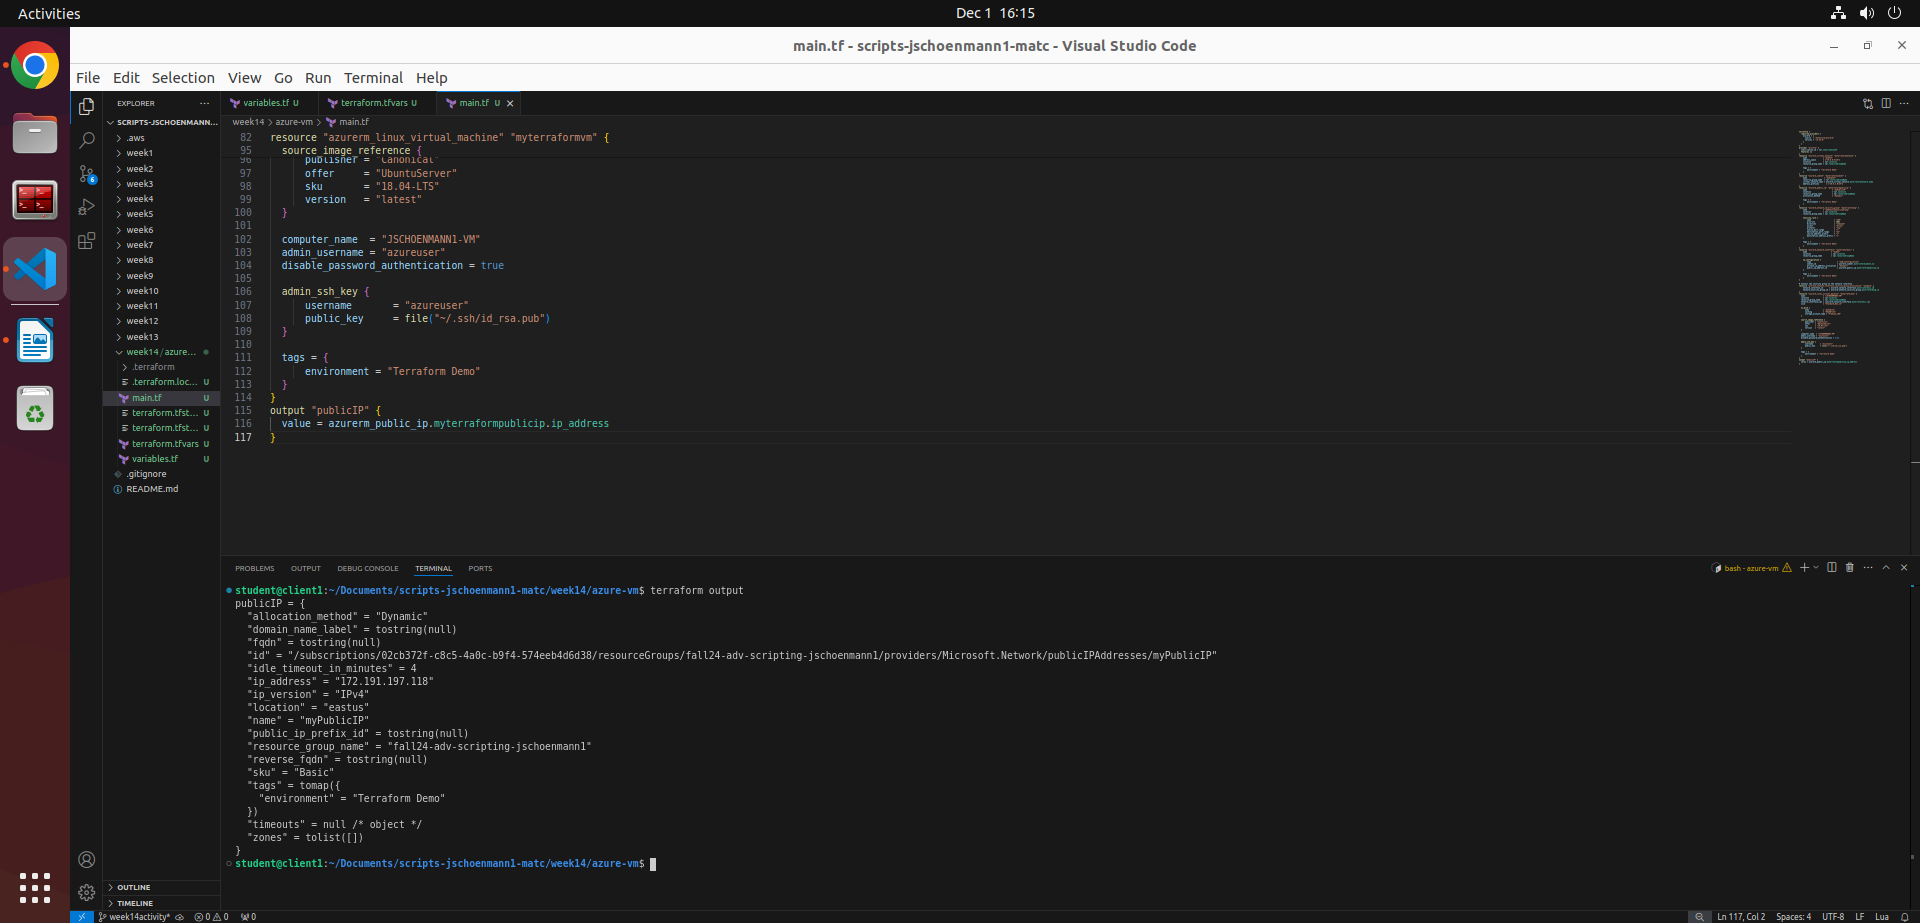 Activities
Dec 1 16:15
main.tf - scripts-jschoenmann1-matc - Visual Studio Code
File Edit Selection View Go Run Terminal Help
EXPLORER
SCRIPTS-JSCHOENMANN...
.aws
week1
week2
week3
week4
week5
week6
week7
week8
week9
week10
week11
week12
week13
week14/azure...
.terraform
.terraform.loc... U
main.tf U
terraform.tfst... U
terraform.tfst... U
terraform.tfvars U
variables.tf U
.gitignore
README.md
OUTLINE
TIMELINE
variables.tf U terraform.tfvars U main.tf U
week14 > azure-vm > main.tf
82 resource "azurerm_linux_virtual_machine" "myterraformvm" {
95 source_image_reference {
96 publisher = "Canonical"
97 offer = "UbuntuServer"
98 sku = "18.04-LTS"
99 version = "latest"
100 }
101
102 computer_name = "JSCHOENMANN1-VM"
103 admin_username = "azureuser"
104 disable_password_authentication = true
105
106 admin_ssh_key {
107 username = "azureuser"
108 public_key = file("~/.ssh/id_rsa.pub")
109 }
110
111 tags = {
112 environment = "Terraform Demo"
113 }
114 }
115 output "publicIP" {
116 value = azurerm_public_ip.myterraformpublicip.ip_address
117 }
PROBLEMS OUTPUT DEBUG CONSOLE TERMINAL PORTS
bash - azure-vm
student@client1:~/Documents/scripts-jschoenmann1-matc/week14/azure-vm$ terraform output
publicIP = {
"allocation_method" = "Dynamic"
"domain_name_label" = tostring(null)
"fqdn" = tostring(null)
"id" = "/subscriptions/02cb372f-c8c5-4a0c-b9f4-574eeb4d6d38/resourceGroups/fall24-adv-scripting-jschoenmann1/providers/Microsoft.Network/publicIPAddresses/myPublicIP"
"idle_timeout_in_minutes" = 4
"ip_address" = "172.191.197.118"
"ip_version" = "IPv4"
"location" = "eastus"
"name" = "myPublicIP"
"public_ip_prefix_id" = tostring(null)
"resource_group_name" = "fall24-adv-scripting-jschoenmann1"
"reverse_fqdn" = tostring(null)
"sku" = "Basic"
"tags" = tomap({
"environment" = "Terraform Demo"
})
"timeouts" = null /* object */
"zones" = tolist([])
}
student@client1:~/Documents/scripts-jschoenmann1-matc/week14/azure-vm$
week14activity* 0 0 0
Ln 117, Col 2 Spaces: 4 UTF-8 LF Lua